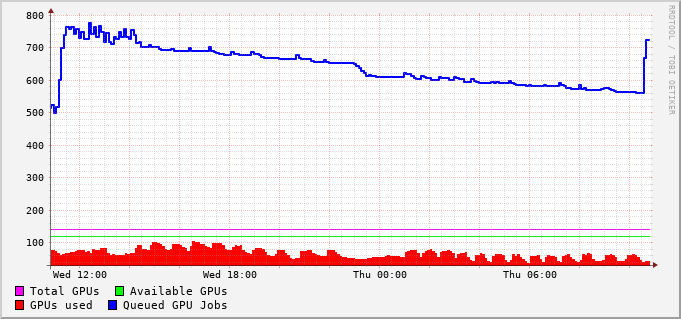 800
700
600
500
400
300
200
100
Wed 12:00 Wed 18:00 Thu 00:00 Thu 06:00
Total GPUs Available GPUs
GPUs used Queued GPU Jobs
RRDTOOL / TOBI OETIKER